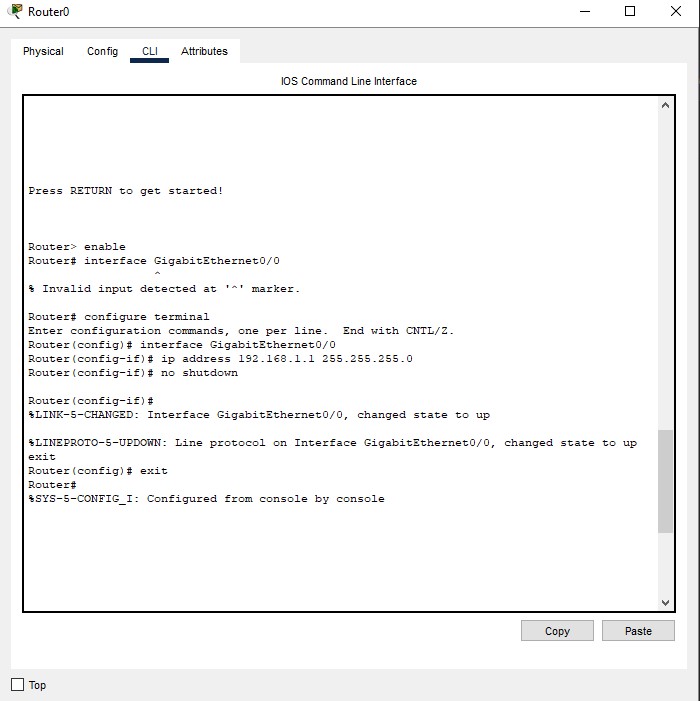 Router0
Physical Config CLI Attributes
IOS Command Line Interface
Press RETURN to get started!
Router> enable
Router# interface GigabitEthernet0/0
^
% Invalid input detected at '^' marker.
Router# configure terminal
Enter configuration commands, one per line.  End with CNTL/Z.
Router(config)# interface GigabitEthernet0/0
Router(config-if)# ip address 192.168.1.1 255.255.255.0
Router(config-if)# no shutdown
Router(config-if)#
%LINK-5-CHANGED: Interface GigabitEthernet0/0, changed state to up
%LINEPROTO-5-UPDOWN: Line protocol on Interface GigabitEthernet0/0, changed state to up
exit
Router(config)# exit
Router#
%SYS-5-CONFIG_I: Configured from console by console
Copy Paste
Top